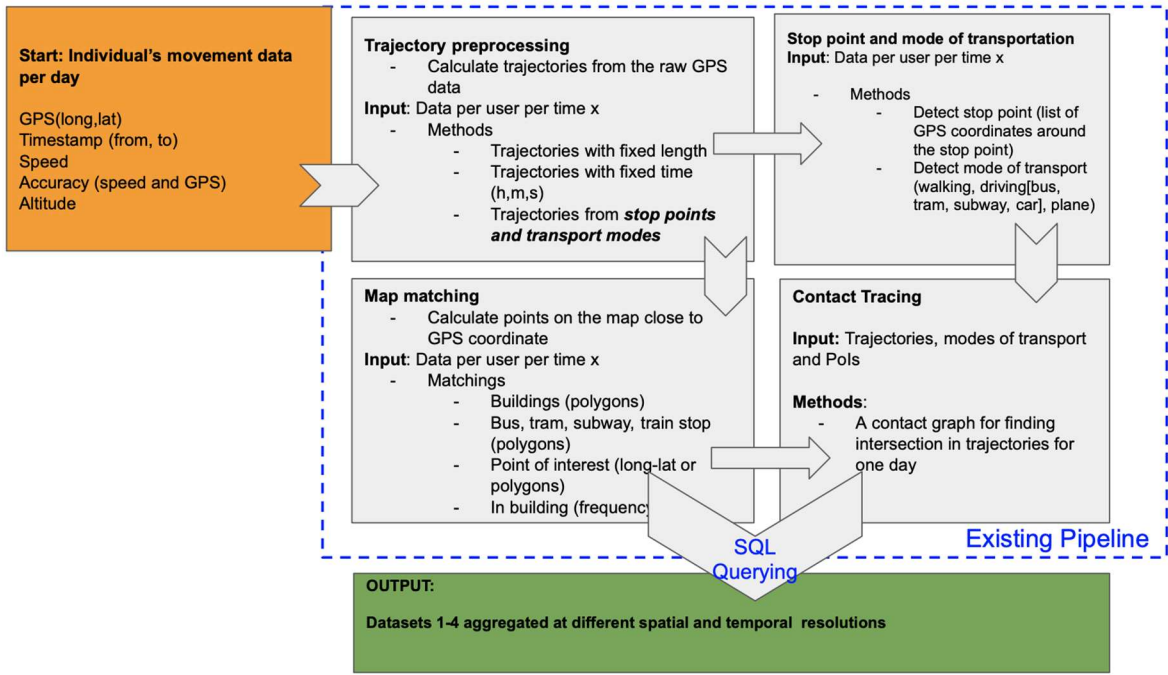 Start: Individual's movement data
per day
GPS(long,lat)
Timestamp (from, to)
Speed
Accuracy (speed and GPS)
Altitude
Trajectory preprocessing
- Calculate trajectories from the raw GPS
data
Input: Data per user per time x
- Methods
- Trajectories with fixed length
- Trajectories with fixed time
(h,m,s)
- Trajectories from stop points
and transport modes
Stop point and mode of transportation
Input: Data per user per time x
- Methods
- Detect stop point (list of
GPS coordinates around
the stop point)
- Detect mode of transport
(walking, driving[bus,
tram, subway, car], plane)
Map matching
- Calculate points on the map close to
GPS coordinate
Input: Data per user per time x
- Matchings
- Buildings (polygons)
- Bus, tram, subway, train stop
(polygons)
- Point of interest (long-lat or
polygons)
- In building (frequency
Contact Tracing
Input: Trajectories, modes of transport
and PoIs
Methods:
- A contact graph for finding
intersection in trajectories for
one day
Existing Pipeline
SQL
Querying
OUTPUT:
Datasets 1-4 aggregated at different spatial and temporal resolutions